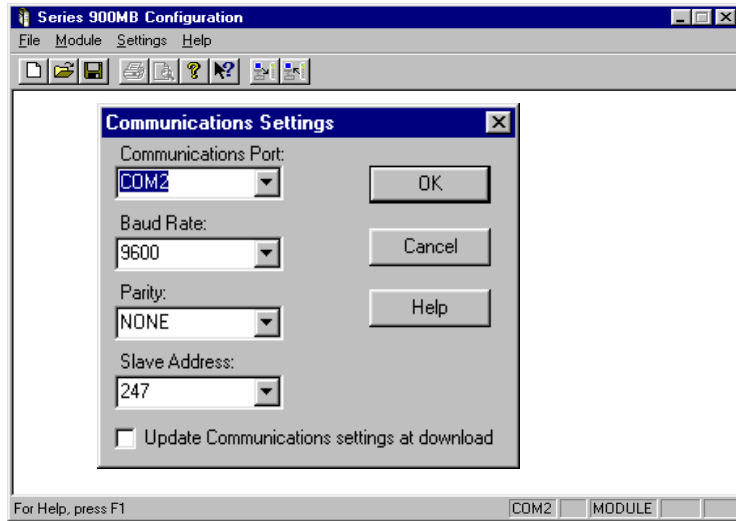 Series 900MB Configuration
File Module Settings Help
Communications Settings
Communications Port:
COM2
OK
Baud Rate:
9600
Cancel
Parity:
NONE
Help
Slave Address:
247
Update Communications settings at download
For Help, press F1 COM2 MODULE